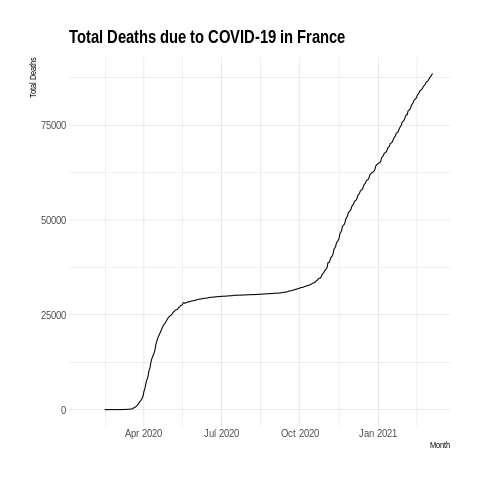 Total Deaths due to COVID-19 in France
Total Deaths
75000
50000
25000
0
Apr 2020 Jul 2020 Oct 2020 Jan 2021
Month